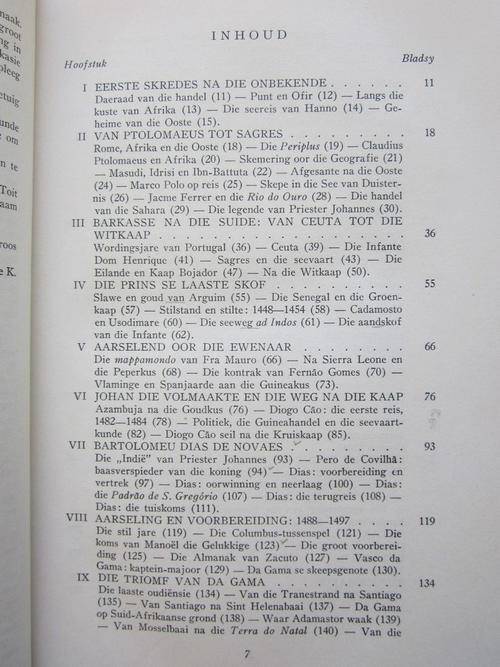 INHOUD
Hoofstuk Bladsy
I EERSTE SKREDES NA DIE ONBEKENDE . . . . . . 11
Daeraad van die handel (11) — Punt en Ofir (12) — Langs die
kuste van Afrika (13) — Die seereis van Hanno (14) — Ge-
heime van die Ooste (15).
II VAN PTOLOMAEUS TOT SAGRES . . . . . . . . . 18
Rome, Afrika en die Ooste (18) — Die Periplus (19) — Claudius
Ptolomaeus en Afrika (20) — Skemering oor die Geografie (21)
— Masudi, Idrisi en Ibn-Battuta (22) — Afgesante na die Ooste
(24) — Marco Polo op reis (25) — Skepe in die See van Duister-
nis (26) — Jacme Ferrer en die Rio do Ouro (28) — Die handel
van die Sahara (29) — Die legende van Priester Johannes (30).
III BARKASSE NA DIE SUIDE: VAN CEUTA TOT DIE
WITKAAP . . . . . . . . . . . . . . . . . 36
Wordingsjare van Portugal (36) — Ceuta (39) — Die Infante
Dom Henrique (41) — Sagres en die seevaart (43) — Die
Eilande en Kaap Bojador (47) — Na die Witkaap (50).
IV DIE PRINS SE LAASTE SKOF . . . . . . . . . . 55
Slawe en goud van Arguim (55) — Die Senegal en die Groen-
kaap (57) — Stilstand en stilte: 1448—1454 (58) — Cadamosto
en Usodimare (60) — Die seeweg ad Indos (61) — Die aandskof
van die Infante (62).
V AARSELEND OOR DIE EWENAAR . . . . . . . . 66
Die mappamondo van Fra Mauro (66) — Na Sierra Leone en
die Peperkus (68) — Die kontrak van Fernão Gomes (70) —
Vlaminge en Spanjaarde aan die Guineakus (73).
VI JOHAN DIE VOLMAAKTE EN DIE WEG NA DIE KAAP 76
Azambuja na die Goudkus (76) — Diogo Cão: die eerste reis,
1482—1484 (78) — Politiek, die Guineahandel en die seevaart-
kunde (82) — Diogo Cão seil na die Kruiskaap (85).
VII BARTOLOMEU DIAS DE NOVAES . . . . . . . . 93
Die „Indië” van Priester Johannes (93) — Pero de Covilhã:
baasverspieder van die koning (94) — Dias: voorbereiding en
vertrek (97) — Dias: oorwinning en neerlaag (100) — Dias:
die Padrão de S. Gregório (107) — Dias: die terugreis (108) —
Dias: die tuiskoms (111).
VIII AARSELING EN VOORBEREIDING: 1488—1497 . . . . 119
Die stil jare (119) — Die Columbus-tussenspel (121) — Die
koms van Manoël die Gelukkige (123) — Die groot voorberei-
ding (125) — Die Almanak van Zacuto (127) — Vasco da
Gama: kaptein-majoor (129) — Da Gama se skeepsgenote (130).
IX DIE TRIOMF VAN DA GAMA . . . . . . . . . . 134
Die laaste oudiënsie (134) — Van die Tranestrand na Santiago
(135) — Van Santiago na Sint Helenabaai (137) — Da Gama
op Suid-Afrikaanse grond (138) — Waar Adamastor waak (139)
— Van Mosselbaai na die Terra do Natal (140) — Van die
7
maak.
groot
ng in
kasie
pleeg
etuig
unde
om
n te
Toit
aam
roos
e K.